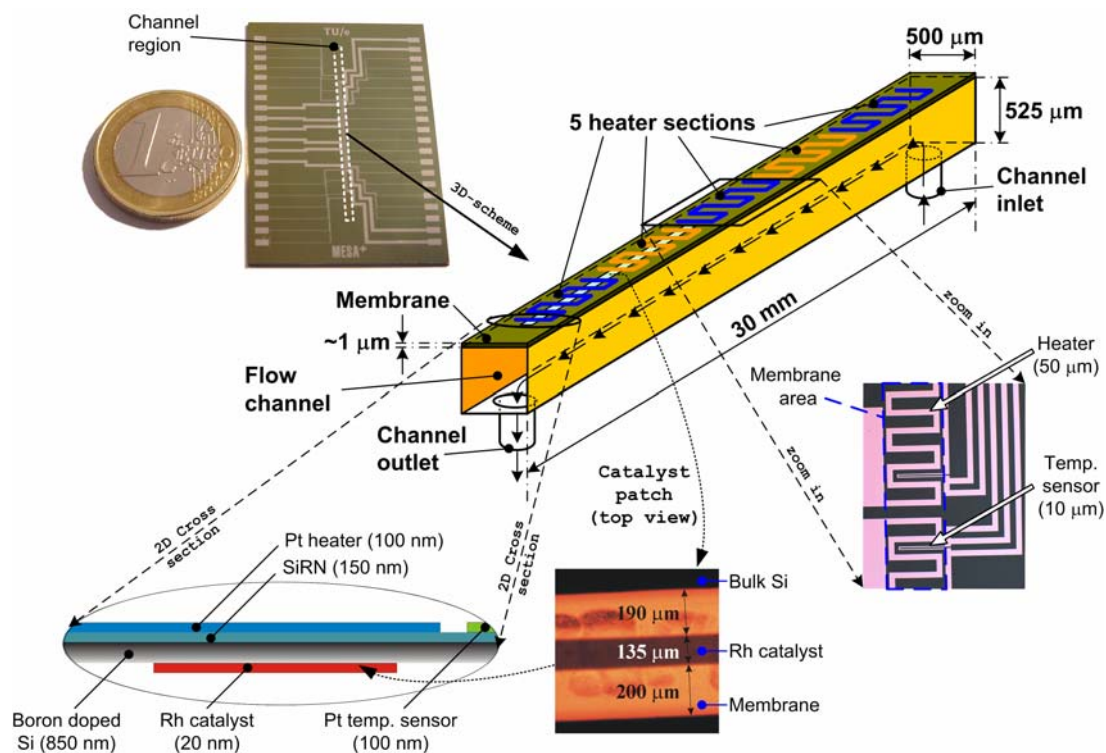 Channel
region
TU/e
MESA+
1
3D-scheme
500 μm
525 μm
5 heater sections
Channel
inlet
30 mm
Membrane
~1 μm
Flow
channel
Channel
outlet
zoom in
zoom in
Heater
(50 μm)
Membrane
area
Temp.
sensor
(10 μm)
Catalyst
patch
(top view)
2D Cross
section
2D Cross
section
Pt heater (100 nm)
SiRN (150 nm)
Boron doped
Si (850 nm)
Rh catalyst
(20 nm)
Pt temp. sensor
(100 nm)
190 μm
135 μm
200 μm
Bulk Si
Rh catalyst
Membrane